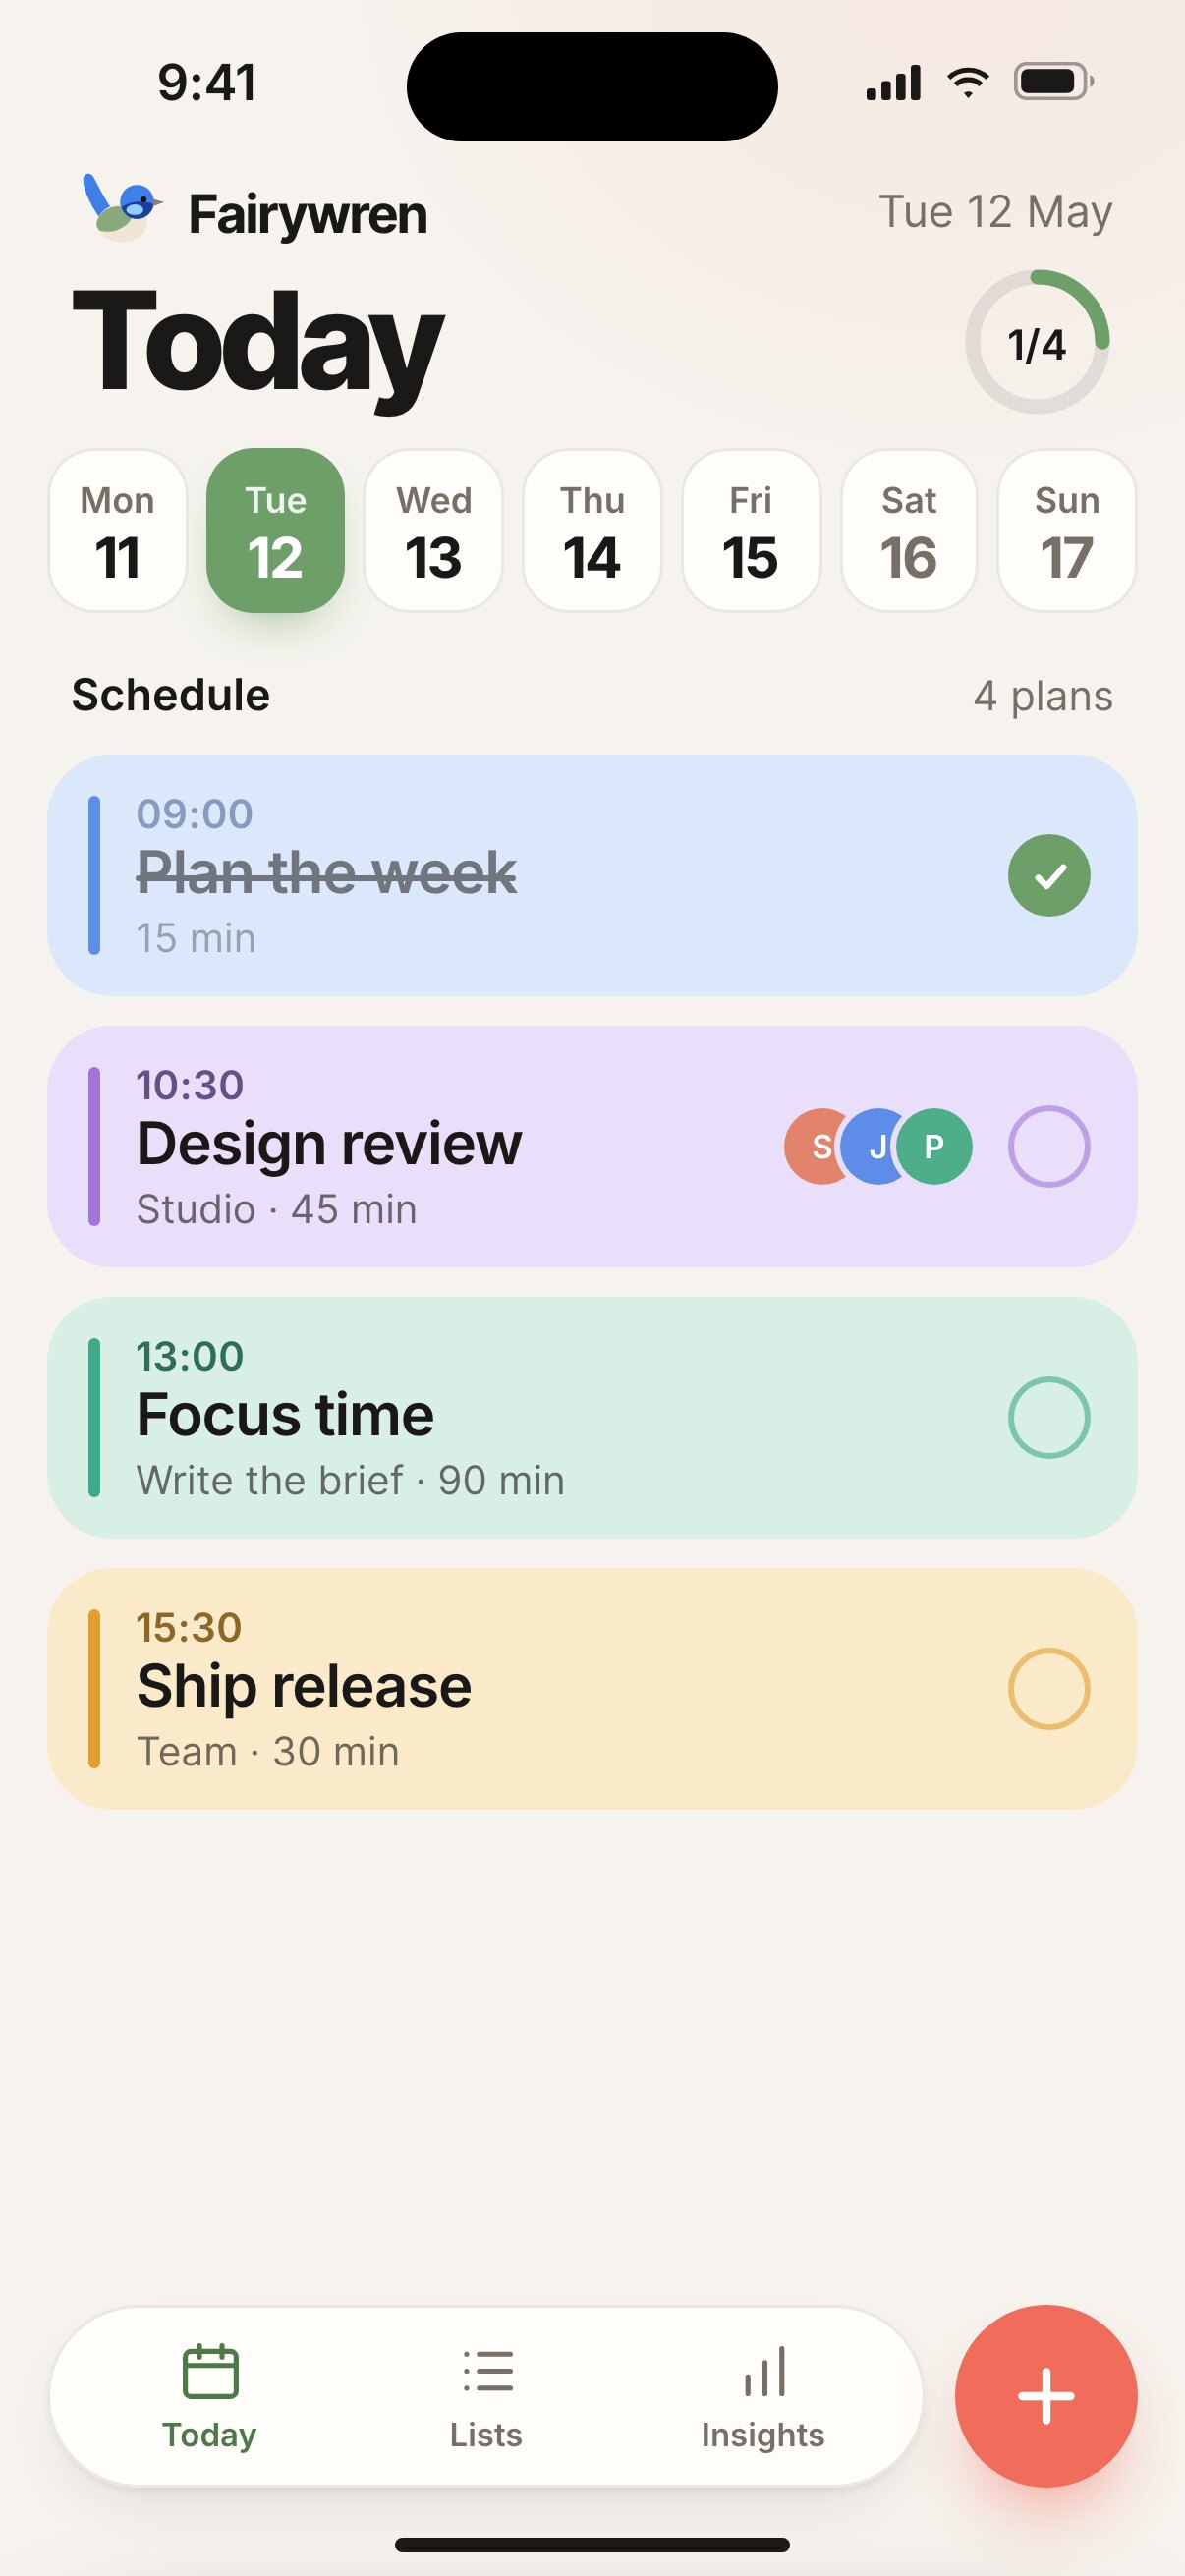 9:41
Fairywren
Tue 12 May
Today
1/4
Mon Tue Wed Thu Fri Sat Sun
11 12 13 14 15 16 17
Schedule
4 plans
09:00
Plan the week
15 min
10:30
Design review
Studio · 45 min
S J P
13:00
Focus time
Write the brief · 90 min
15:30
Ship release
Team · 30 min
Today
Lists
Insights